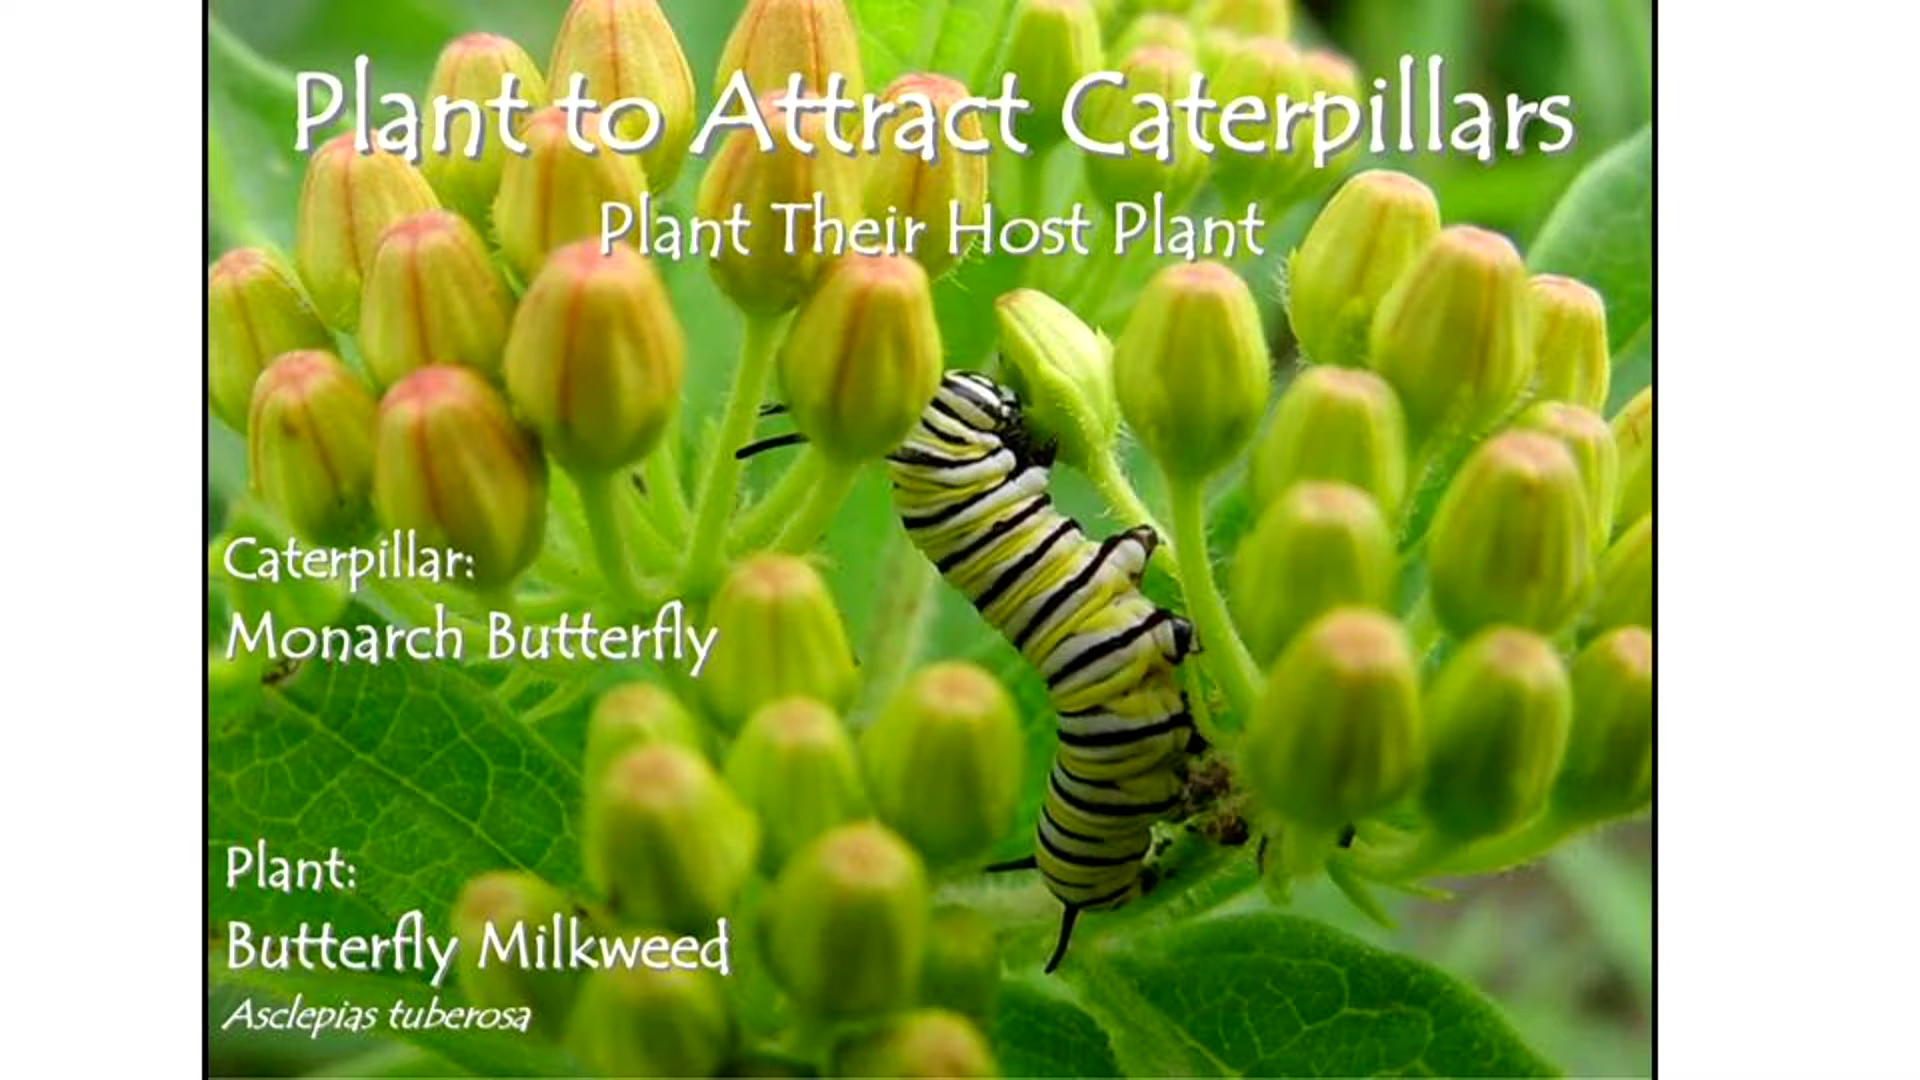 Plant to Attract Caterpillars
Plant Their Host Plant
Caterpillar:
Monarch Butterfly
Plant:
Butterfly Milkweed
Asclepias tuberosa